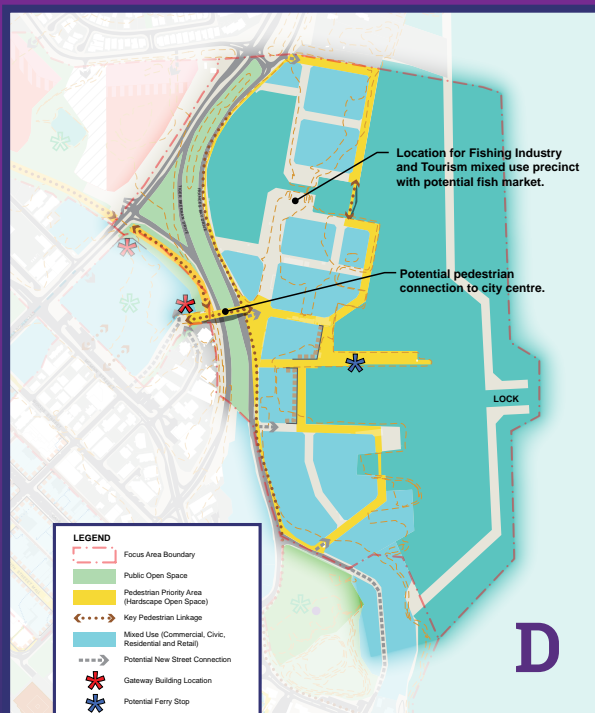 Location for Fishing Industry
and Tourism mixed use precinct
with potential fish market.
Potential pedestrian
connection to city centre.
LOCK
LEGEND
Focus Area Boundary
Public Open Space
Pedestrian Priority Area
(Hardscape Open Space)
Key Pedestrian Linkage
Mixed Use (Commercial, Civic,
Residential and Retail)
Potential New Street Connection
Gateway Building Location
Potential Ferry Stop
D